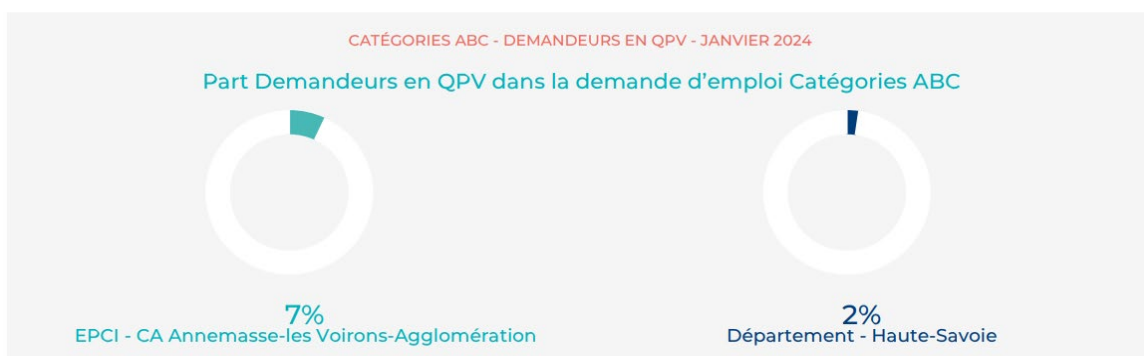 CATÉGORIES ABC - DEMANDEURS EN QPV - JANVIER 2024
Part Demandeurs en QPV dans la demande d'emploi Catégories ABC
7%
EPCI - CA Annemasse-les Voirons-Agglomération
2%
Département - Haute-Savoie